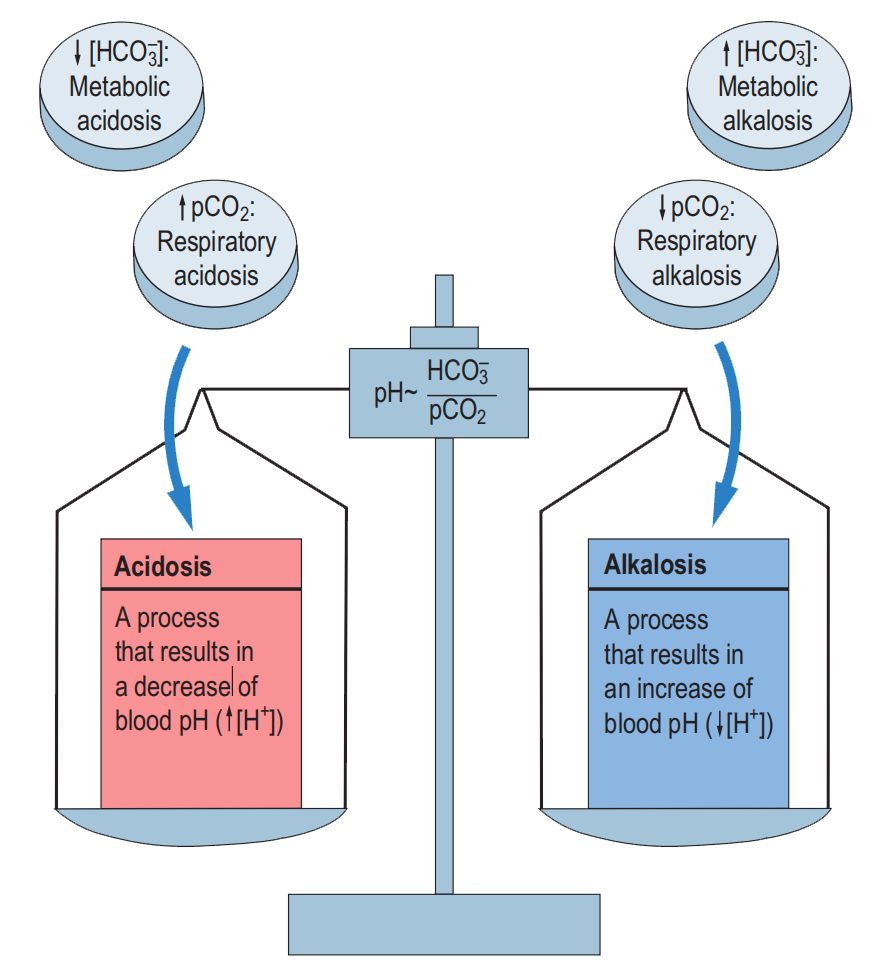 ↓ [HCO₃⁻]:
Metabolic
acidosis
↑ [HCO₃⁻]:
Metabolic
alkalosis
↑ pCO₂:
Respiratory
acidosis
↓ pCO₂:
Respiratory
alkalosis
pH~ HCO₃⁻
pCO₂
Acidosis
A process
that results in
a decrease of
blood pH (↑[H⁺])
Alkalosis
A process
that results in
an increase of
blood pH (↓[H⁺])